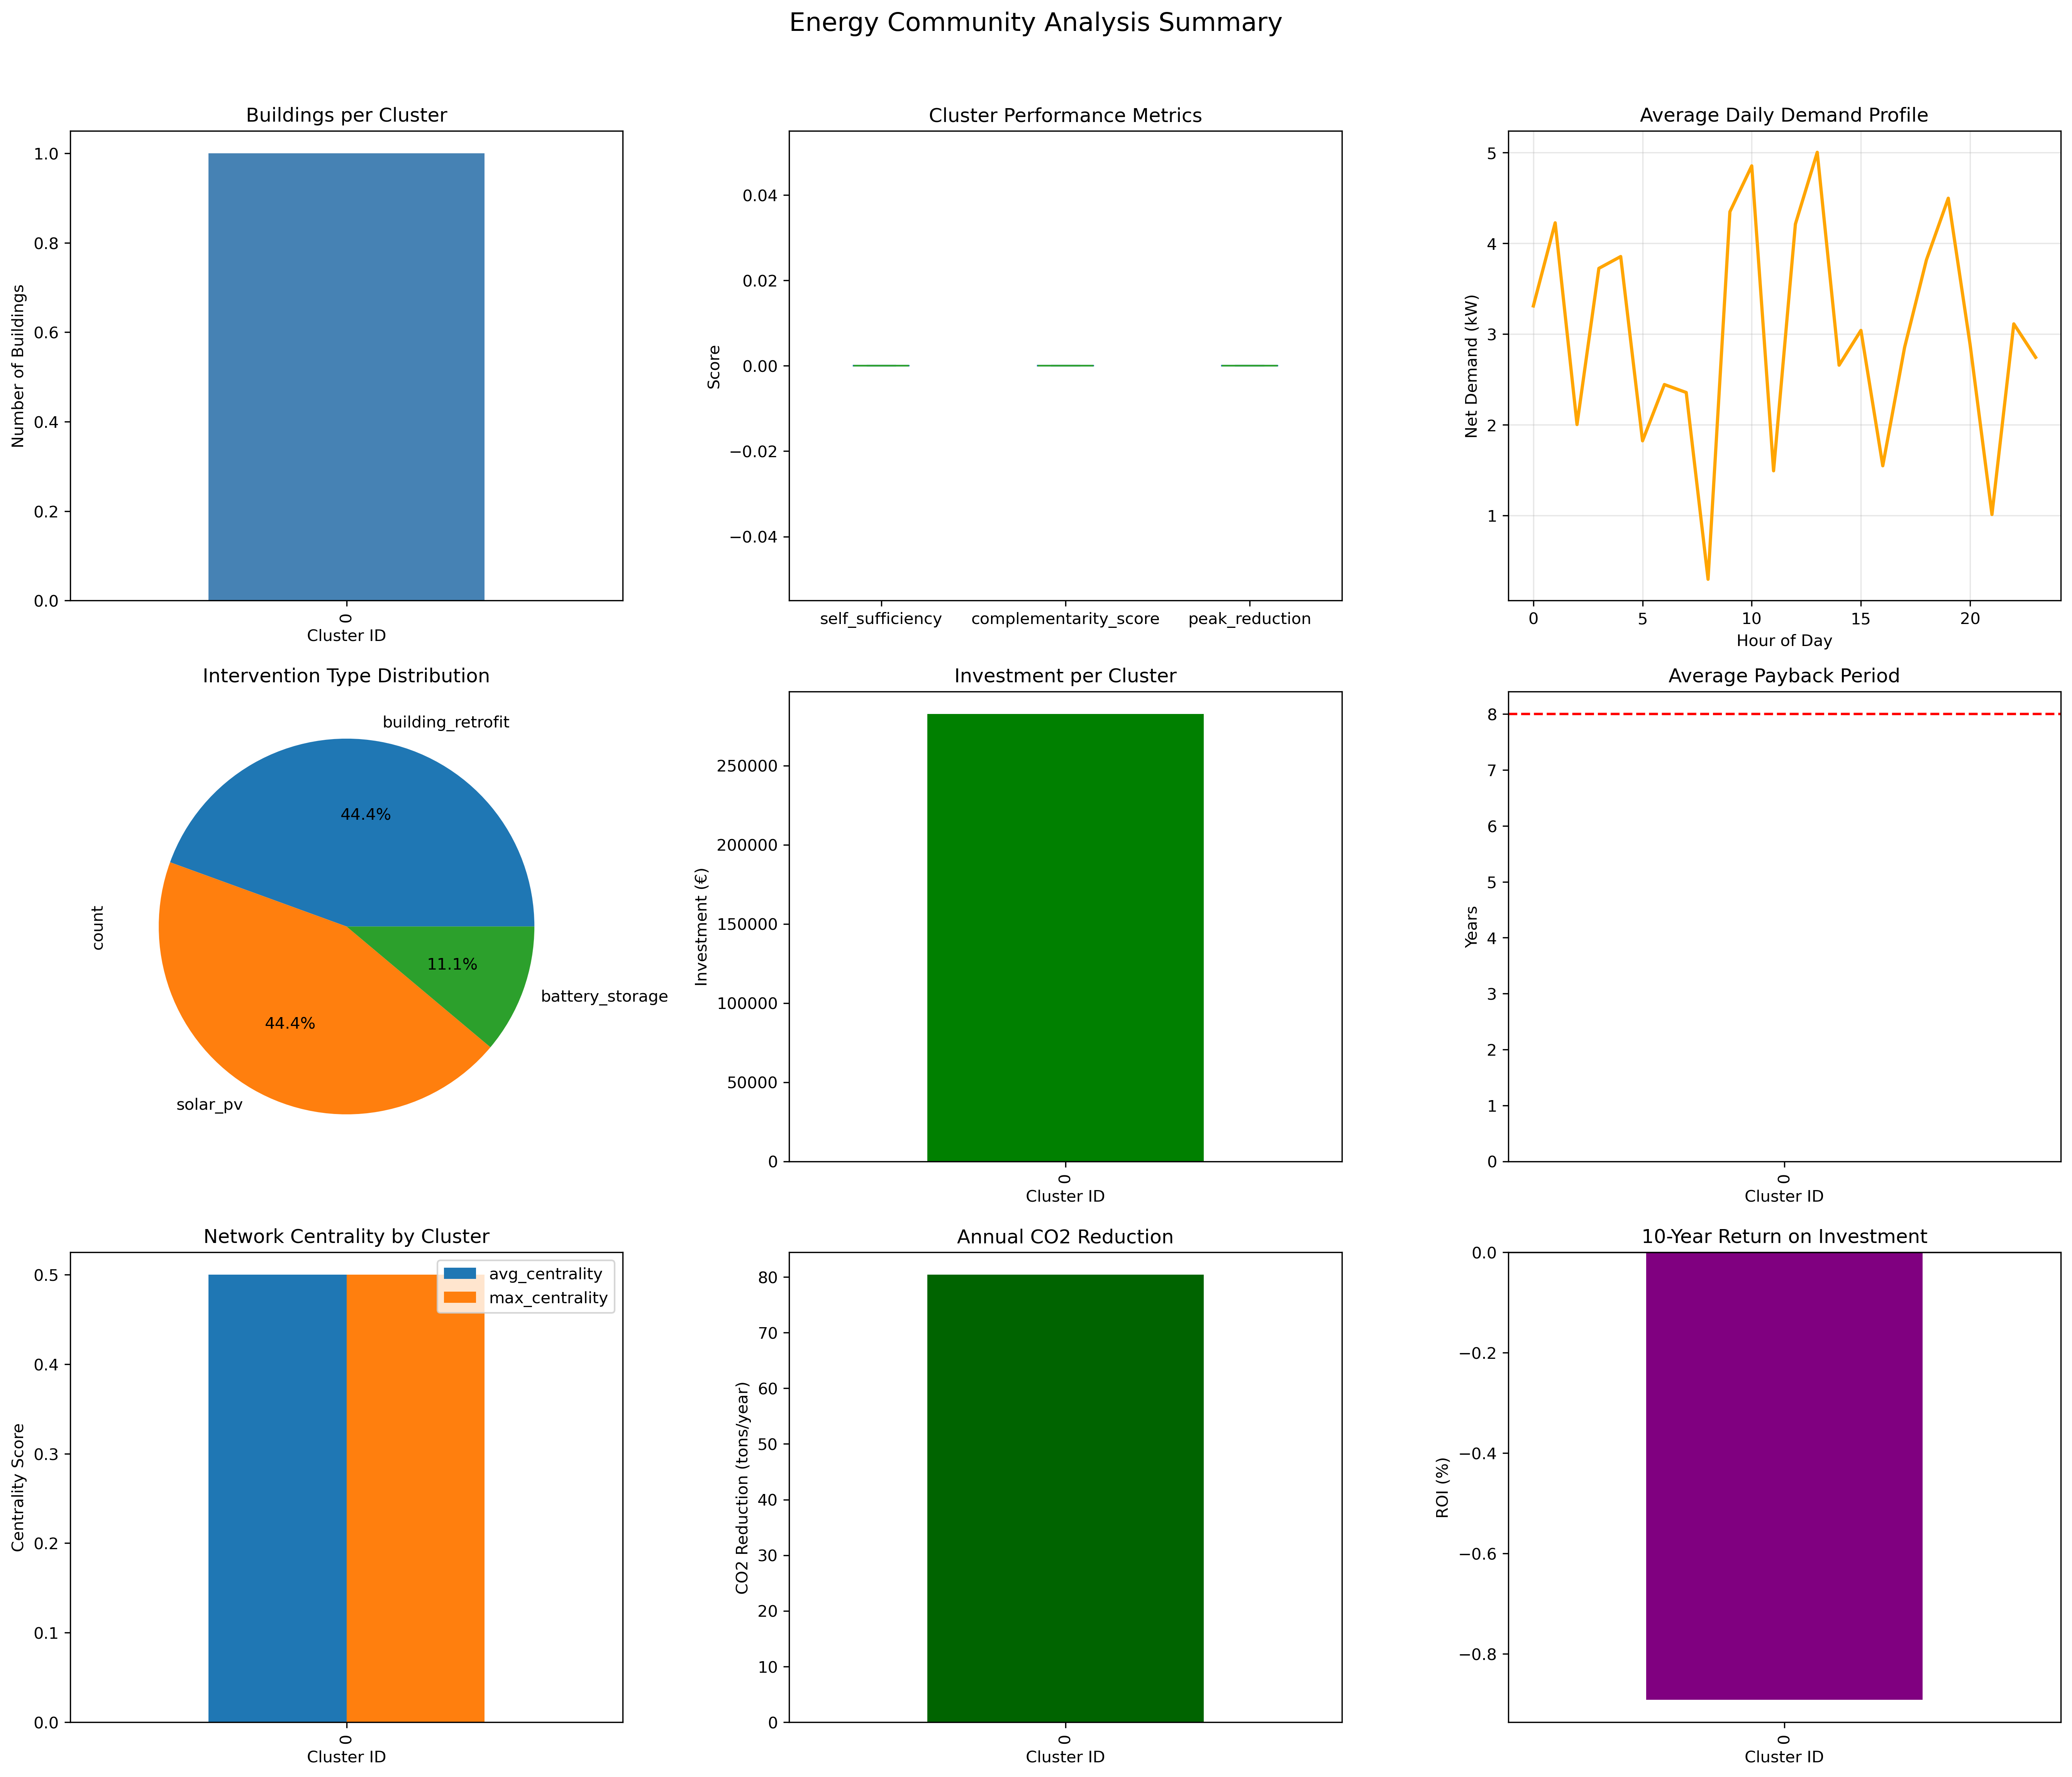 Energy Community Analysis Summary
Buildings per Cluster
Number of Buildings
1.0
0.8
0.6
0.4
0.2
0.0
0
Cluster ID
Cluster Performance Metrics
Score
0.04
0.02
0.00
−0.02
−0.04
self_sufficiency complementarity_score peak_reduction
Average Daily Demand Profile
Net Demand (kW)
5
4
3
2
1
0 5 10 15 20
Hour of Day
Intervention Type Distribution
count
building_retrofit
44.4%
11.1%
battery_storage
44.4%
solar_pv
Investment per Cluster
Investment (€)
250000
200000
150000
100000
50000
0
0
Cluster ID
Average Payback Period
Years
8
7
6
5
4
3
2
1
0
0
Cluster ID
Network Centrality by Cluster
Centrality Score
0.5
0.4
0.3
0.2
0.1
0.0
avg_centrality
max_centrality
0
Cluster ID
Annual CO2 Reduction
CO2 Reduction (tons/year)
80
70
60
50
40
30
20
10
0
0
Cluster ID
10-Year Return on Investment
ROI (%)
0.0
−0.2
−0.4
−0.6
−0.8
0
Cluster ID